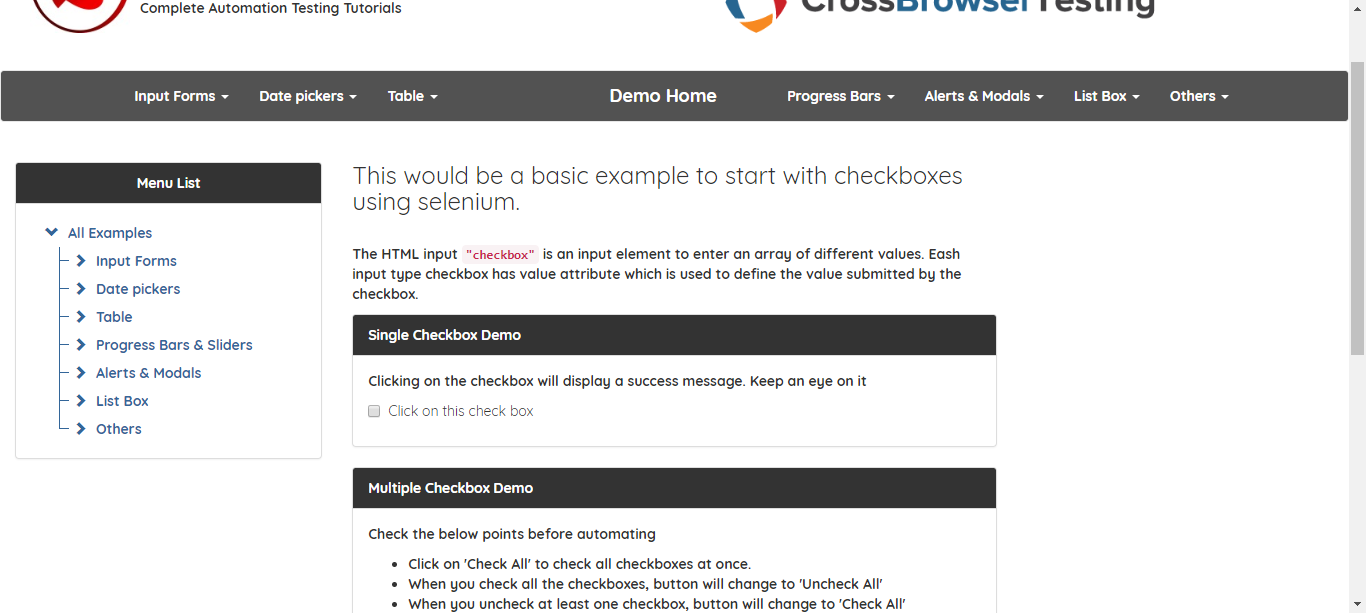 Complete Automation Testing Tutorials
CrossBrowserTesting
Input Forms Date pickers Table Demo Home Progress Bars Alerts & Modals List Box Others
Menu List
All Examples
Input Forms
Date pickers
Table
Progress Bars & Sliders
Alerts & Modals
List Box
Others
This would be a basic example to start with checkboxes
using selenium.
The HTML input "checkbox" is an input element to enter an array of different values. Eash
input type checkbox has value attribute which is used to define the value submitted by the
checkbox.
Single Checkbox Demo
Clicking on the checkbox will display a success message. Keep an eye on it
Click on this check box
Multiple Checkbox Demo
Check the below points before automating
• Click on 'Check All' to check all checkboxes at once.
• When you check all the checkboxes, button will change to 'Uncheck All'
• When you uncheck at least one checkbox, button will change to 'Check All'